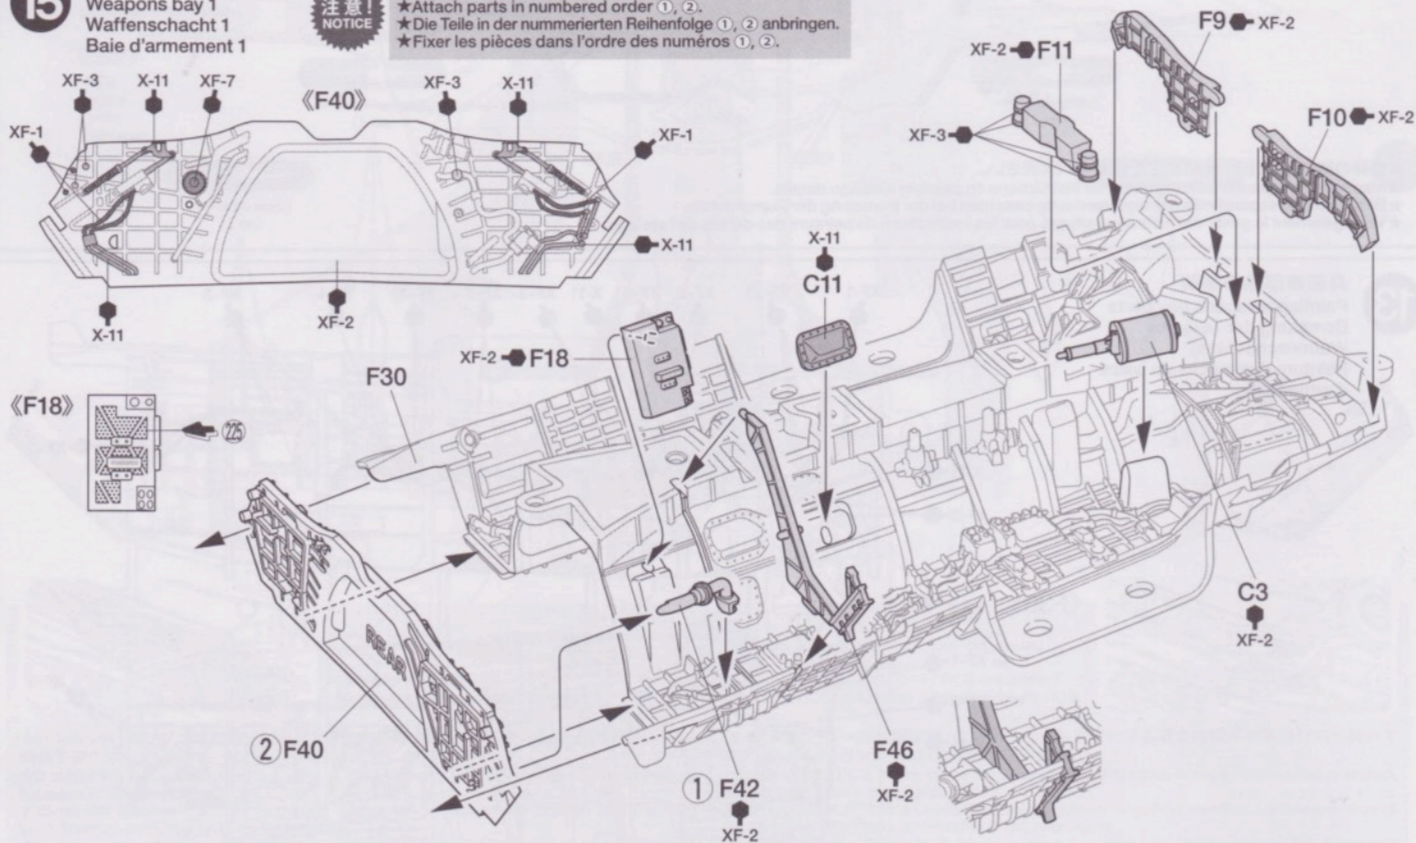 15
Weapons bay 1
Waffenschacht 1
Baie d'armement 1
注意!
NOTICE
★Attach parts in numbered order ①, ②.
★Die Teile in der nummerierten Reihenfolge ①, ② anbringen.
★Fixer les pièces dans l'ordre des numéros ①, ②.
F9 XF-2
XF-2 F11
F10 XF-2
XF-3
XF-3 X-11 XF-7
《F40》
XF-3 X-11
XF-1
XF-1
X-11
X-11
XF-2
X-11
C11
XF-2 F18
F30
《F18》
225
REAR
C3
XF-2
② F40
① F42
XF-2
F46
XF-2